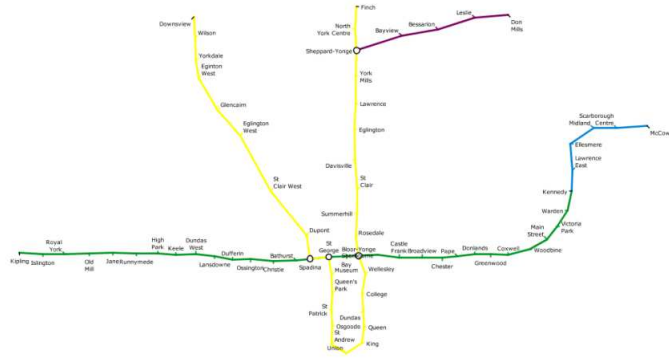 Finch
Downsview
North
York Centre
Leslie
Don
Mills
Wilson
Bayview
Bessarion
Sheppard-Yonge
Yorkdale
Eginton
West
York
Mills
Glencairn
Lawrence
Scarborough
Midland
Centre
McCow
Eglington
West
Eglington
Ellesmere
Lawrence
East
Davisville
St
Clair West
St
Clair
Kennedy
Summerhill
Warden
Dupont
Rosedale
Main
Street
Victoria
Park
Royal
York
High
Park
Dundas
West
St
George
Bloor-Yonge
Castle
Frank
Broadview
Pape
Donlands
Coxwell
Woodbine
Kipling
Islington
Old
Mill
Jane
Runnymede
Keele
Lansdowne
Dufferin
Ossington
Christie
Bathurst
Spadina
Bay
Museum
Wellesley
Chester
Greenwood
Queen's
Park
College
St
Patrick
Dundas
Osgoode
Queen
St
Andrew
Union
King